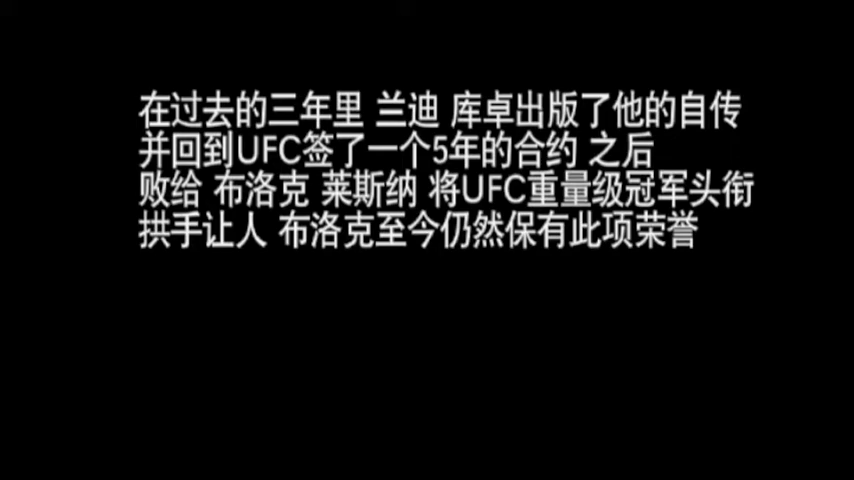 在过去的三年里 兰迪 库卓出版了他的自传
并回到UFC签了一个5年的合约 之后
败给 布洛克 莱斯纳 将UFC重量级冠军头衔
拱手让人 布洛克至今仍然保有此项荣誉